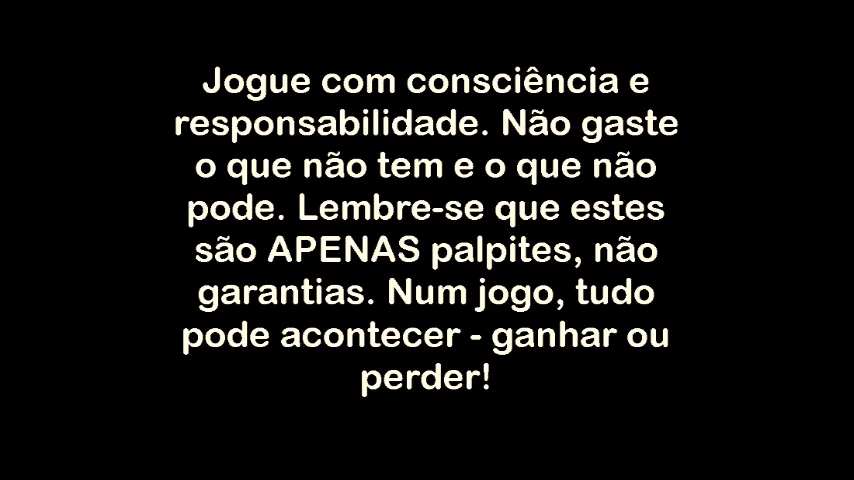 Jogue com consciência e
responsabilidade. Não gaste
o que não tem e o que não
pode. Lembre-se que estes
são APENAS palpites, não
garantias. Num jogo, tudo
pode acontecer - ganhar ou
perder!